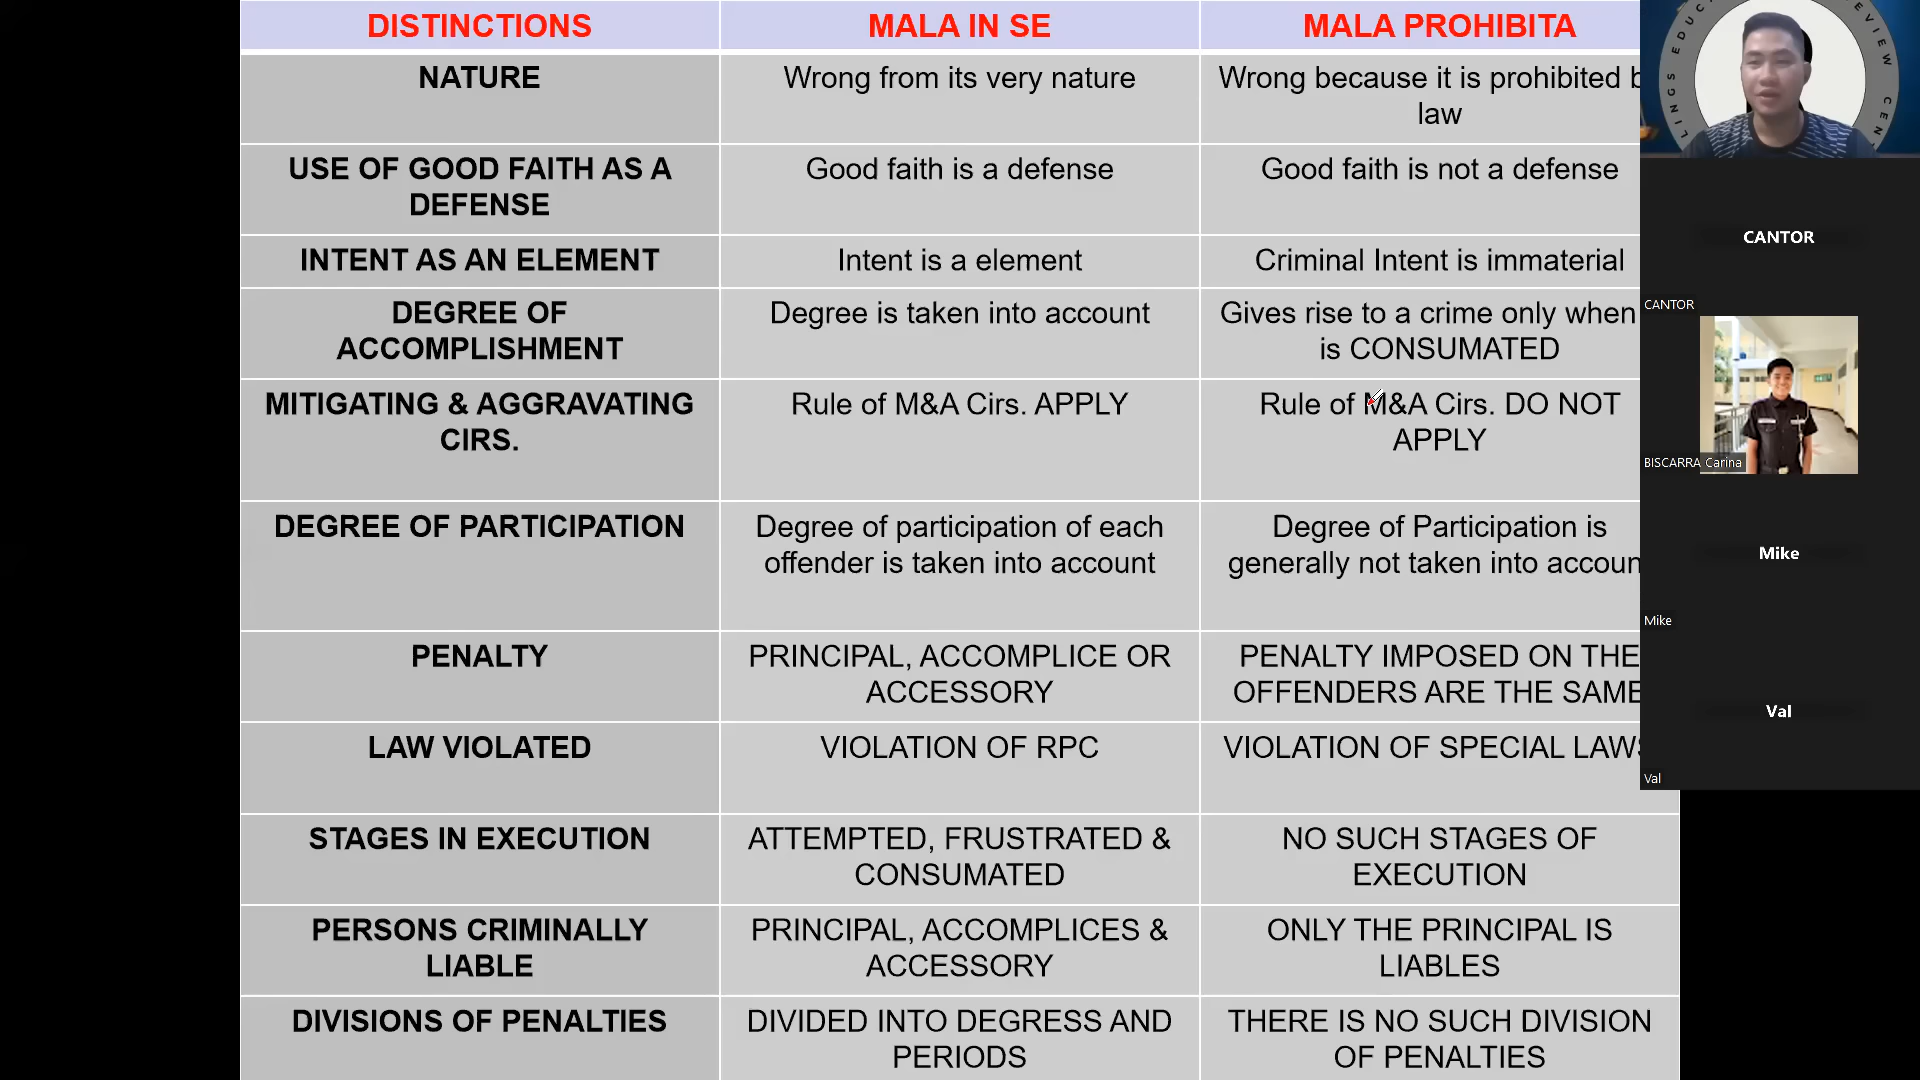 DISTINCTIONS MALA IN SE MALA PROHIBITA
NATURE Wrong from its very nature Wrong because it is prohibited
law
USE OF GOOD FAITH AS A Good faith is a defense Good faith is not a defense
DEFENSE
INTENT AS AN ELEMENT Intent is a element Criminal Intent is immaterial
DEGREE OF Degree is taken into account Gives rise to a crime only when
ACCOMPLISHMENT is CONSUMATED
MITIGATING & AGGRAVATING Rule of M&A Cirs. APPLY Rule of M&A Cirs. DO NOT
CIRS. APPLY
DEGREE OF PARTICIPATION Degree of participation of each Degree of Participation is
offender is taken into account generally not taken into accoun
PENALTY PRINCIPAL, ACCOMPLICE OR PENALTY IMPOSED ON THE
ACCESSORY OFFENDERS ARE THE SAME
LAW VIOLATED VIOLATION OF RPC VIOLATION OF SPECIAL LAWS
STAGES IN EXECUTION ATTEMPTED, FRUSTRATED & NO SUCH STAGES OF
CONSUMATED EXECUTION
PERSONS CRIMINALLY PRINCIPAL, ACCOMPLICES & ONLY THE PRINCIPAL IS
LIABLE ACCESSORY LIABLES
DIVISIONS OF PENALTIES DIVIDED INTO DEGRESS AND THERE IS NO SUCH DIVISION
PERIODS OF PENALTIES
LINGS EDUC EVIEW CEN
CANTOR
CANTOR
BISCARRA Carina
Mike
Mike
Val
Val